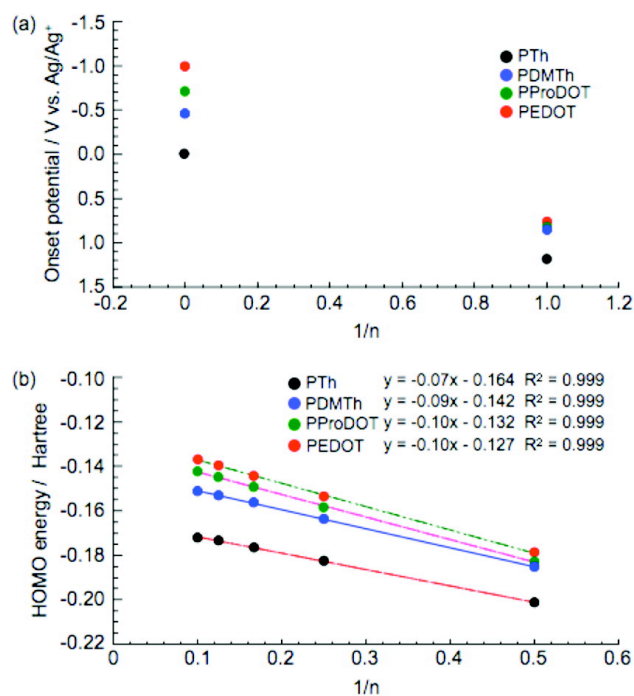 (a)
-1.5
-1.0
-0.5
0.0
0.5
1.0
1.5
Onset potential / V vs. Ag/Ag⁺
PTh
PDMTh
PProDOT
PEDOT
-0.2 0 0.2 0.4 0.6 0.8 1.0 1.2
1/n
(b)
-0.10
-0.12
-0.14
-0.16
-0.18
-0.20
-0.22
HOMO energy / Hartree
PTh y = -0.07x - 0.164 R² = 0.999
PDMTh y = -0.09x - 0.142 R² = 0.999
PProDOT y = -0.10x - 0.132 R² = 0.999
PEDOT y = -0.10x - 0.127 R² = 0.999
0 0.1 0.2 0.3 0.4 0.5 0.6
1/n